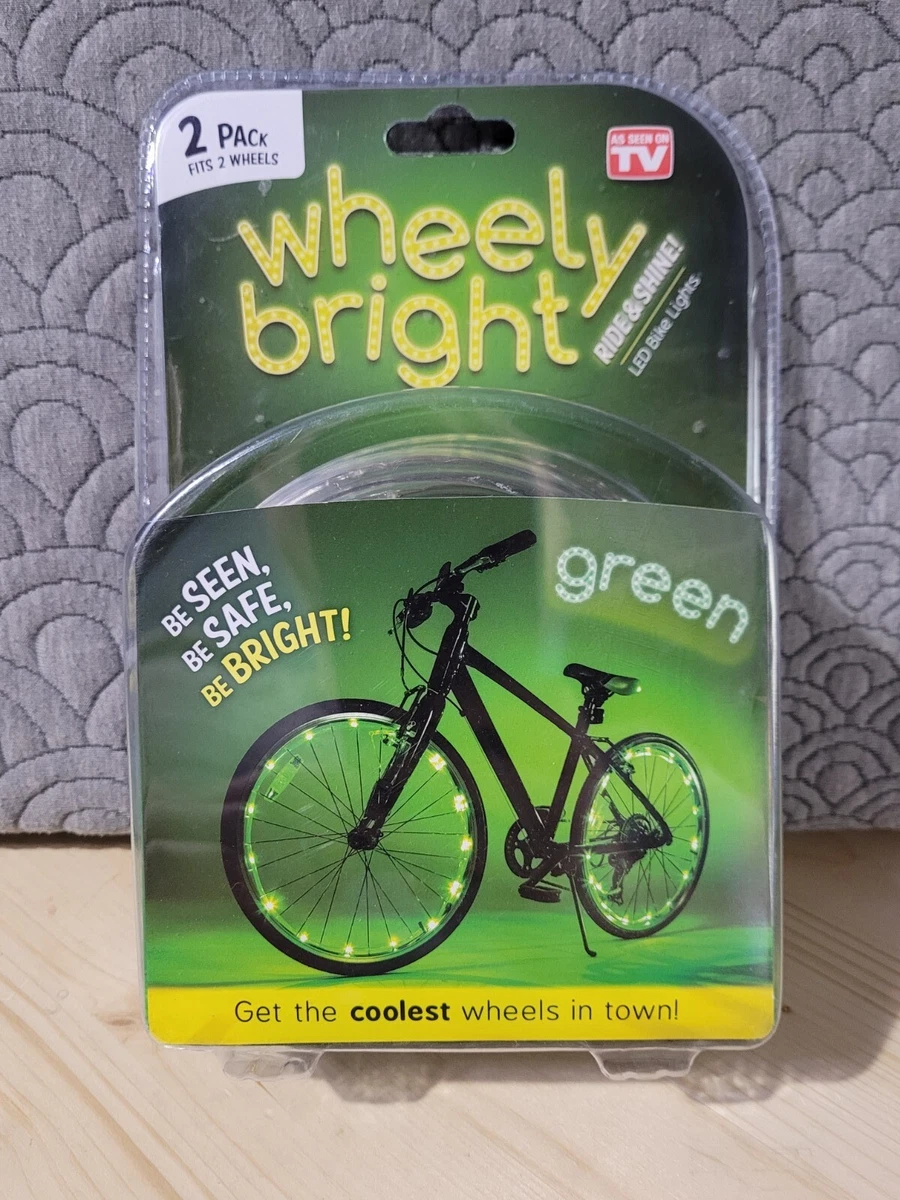 2 PACK
FITS 2 WHEELS
AS SEEN ON
TV
wheely
bright
RIDE & SHINE!
LED Bike Lights
BE SEEN,
BE SAFE,
BE BRIGHT!
green
Get the coolest wheels in town!